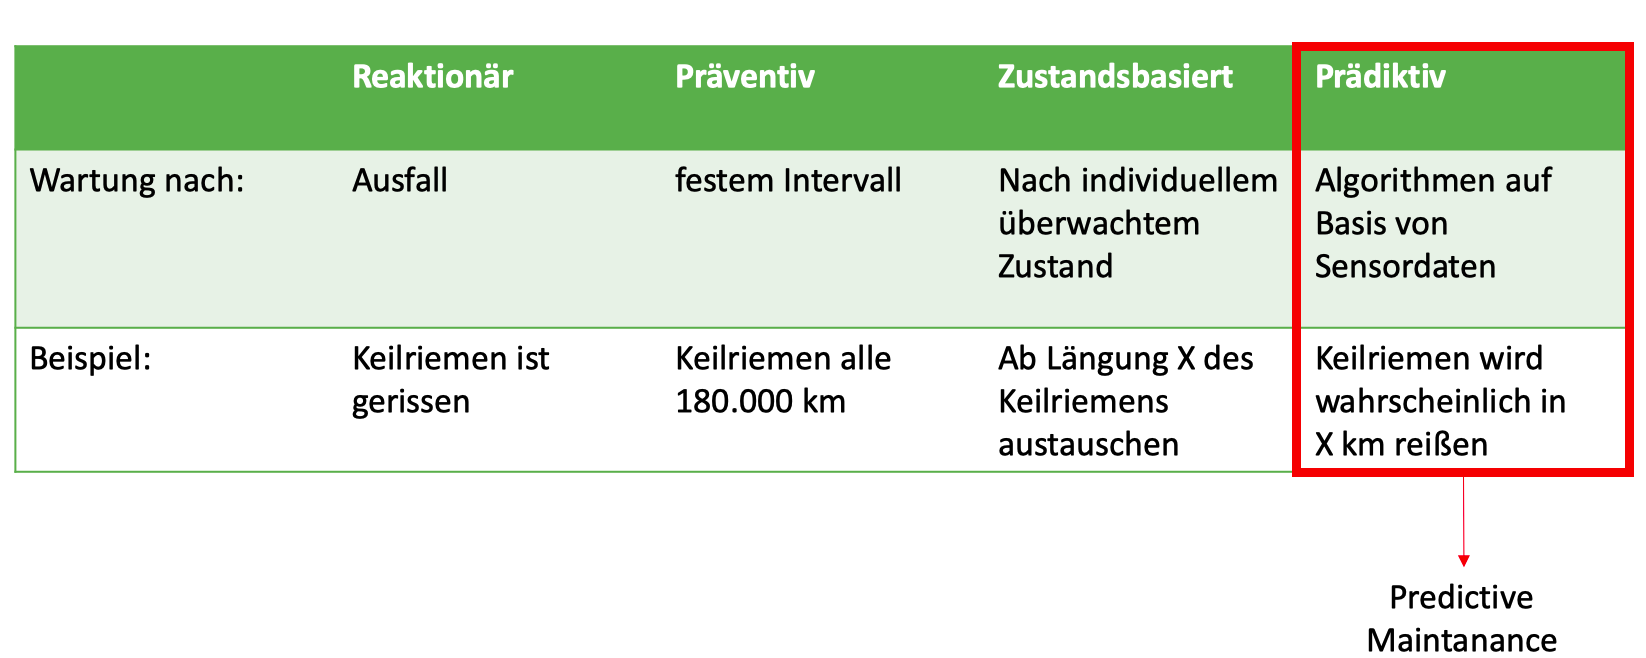 Reaktionär Präventiv Zustandsbasiert Prädiktiv
Wartung nach: Ausfall festem Intervall Nach individuellem Algorithmen auf
überwachtem Basis von
Zustand Sensordaten
Beispiel: Keilriemen ist Keilriemen alle Ab Längung X des Keilriemen wird
gerissen 180.000 km Keilriemens wahrscheinlich in
austauschen X km reißen
Predictive
Maintanance